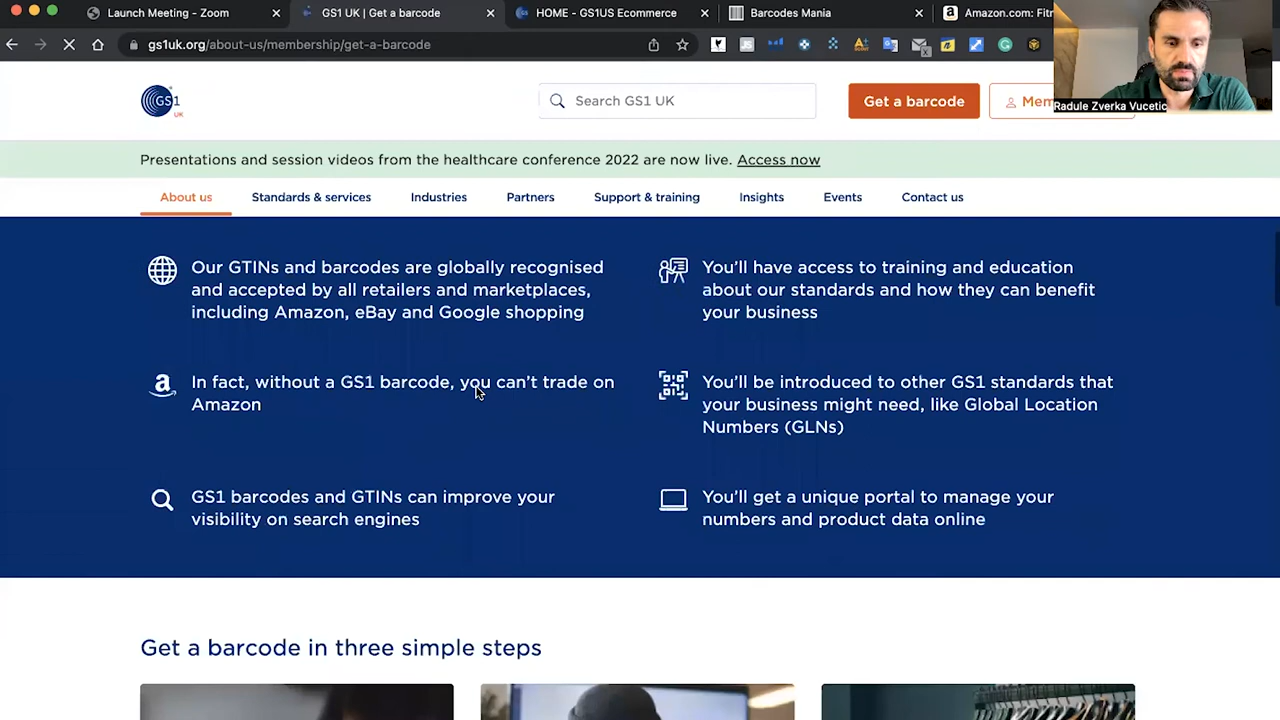 Launch Meeting - Zoom
GS1 UK | Get a barcode
HOME - GS1US Ecommerce
Barcodes Mania
Amazon.com: Fitn
gs1uk.org/about-us/membership/get-a-barcode
Radule Zverka Vucetic
GS1
UK
Search GS1 UK
Get a barcode
Mem
Presentations and session videos from the healthcare conference 2022 are now live. Access now
About us
Standards & services
Industries
Partners
Support & training
Insights
Events
Contact us
Our GTINs and barcodes are globally recognised
and accepted by all retailers and marketplaces,
including Amazon, eBay and Google shopping
You'll have access to training and education
about our standards and how they can benefit
your business
In fact, without a GS1 barcode, you can't trade on
Amazon
You'll be introduced to other GS1 standards that
your business might need, like Global Location
Numbers (GLNs)
GS1 barcodes and GTINs can improve your
visibility on search engines
You'll get a unique portal to manage your
numbers and product data online
Get a barcode in three simple steps